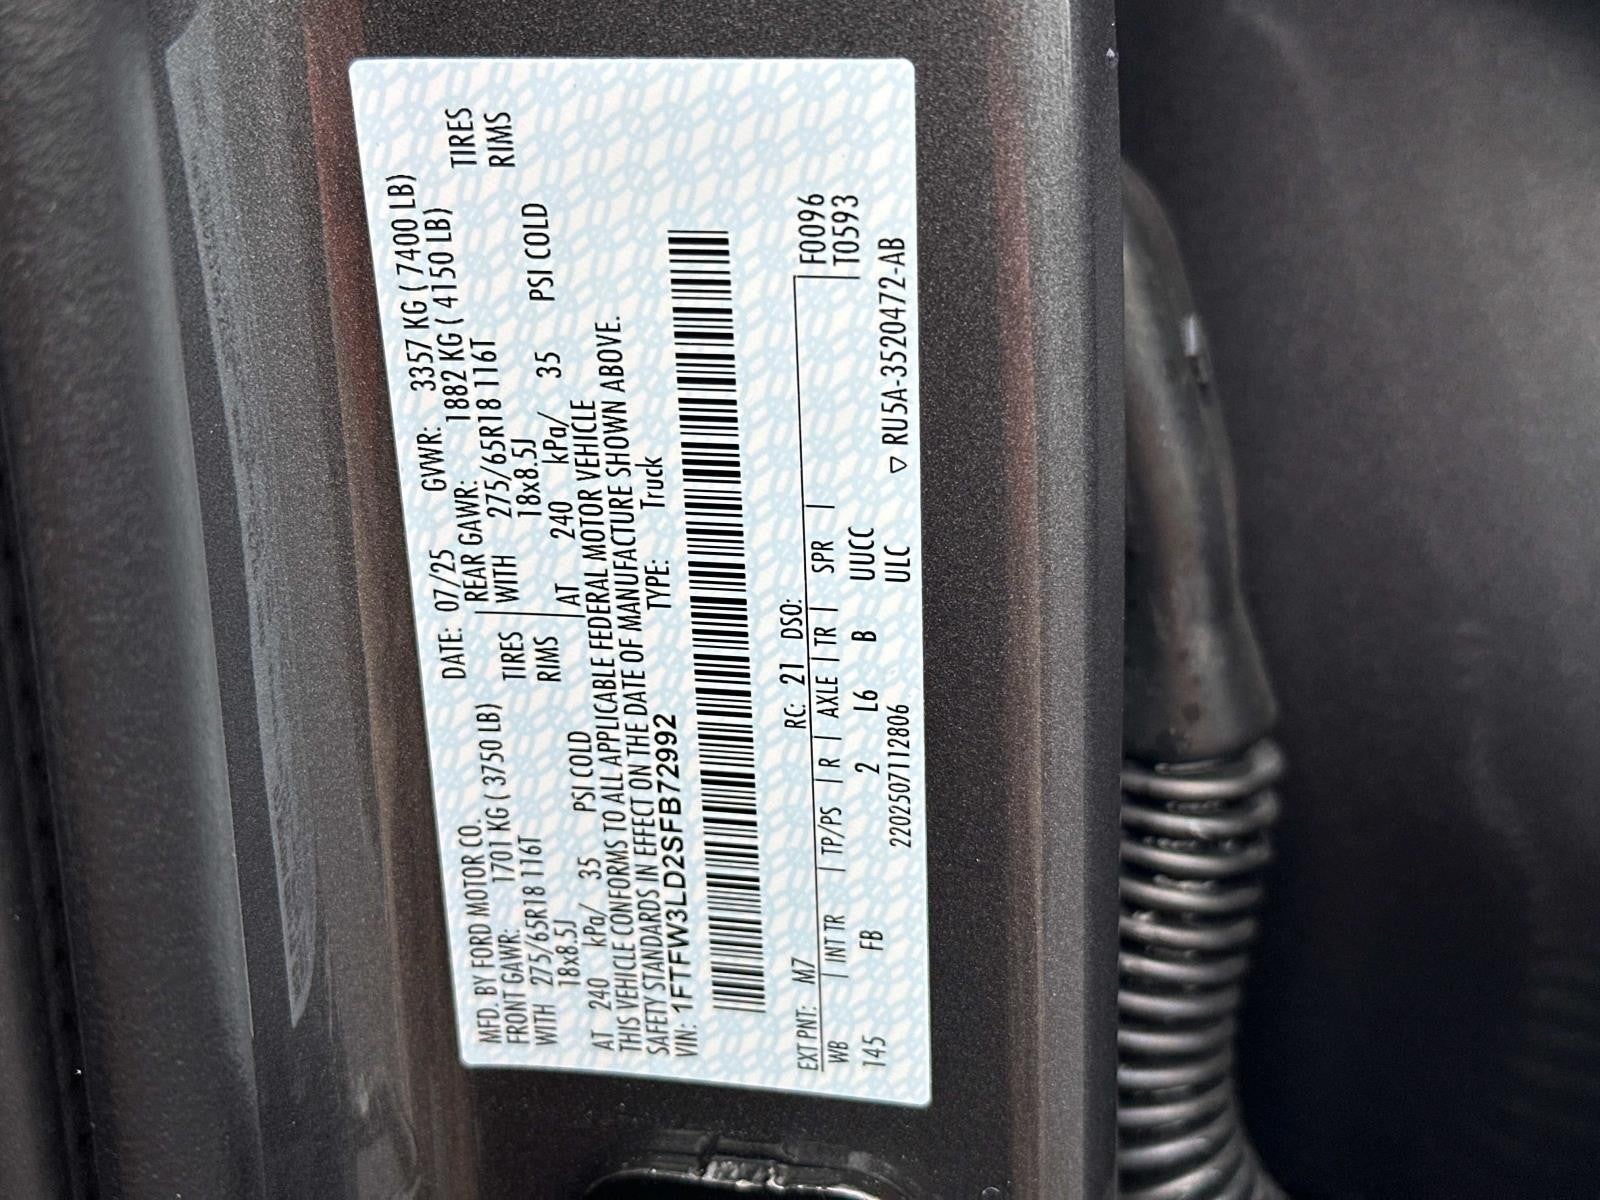 MFD. BY FORD MOTOR CO. DATE: 07/25 GVWR: 3357 KG ( 7400 LB)
FRONT GAWR: 1701 KG ( 3750 LB) REAR GAWR: 1882 KG ( 4150 LB)
WITH 275/65R18 116T TIRES WITH 275/65R18 116T TIRES
18x8.5J RIMS 18x8.5J RIMS
AT 240 kPa/ 35 PSI COLD AT 240 kPa/ 35 PSI COLD
THIS VEHICLE CONFORMS TO ALL APPLICABLE FEDERAL MOTOR VEHICLE
SAFETY STANDARDS IN EFFECT ON THE DATE OF MANUFACTURE SHOWN ABOVE.
VIN: 1FTFW3LD2SFB72992 TYPE: Truck
EXT PNT: M7 RC: 21 DSO: F0096
WB | INT TR | TP/PS | R | AXLE | TR | SPR | T0593
145 FB 2 L6 B UUCC
2202507112806 ULC ▽ RU5A-3520472-AB